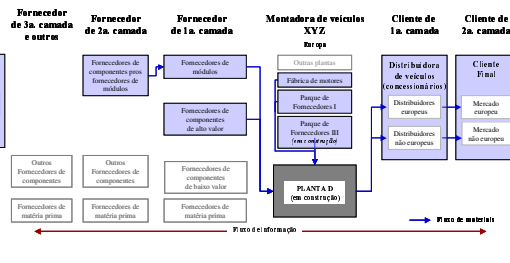 Fornecedor
de 3a. camada
e outros
Fornecedor
de 2a. camada
Fornecedor
de 1a. camada
Montadora de veículos
XYZ
Europa
Cliente de
1a. camada
Cliente de
2a. camada
Fornecedores de
componentes pros
fornecedores de
módulos
Fornecedores de
módulos
Outras plantas
Fábrica de motores
Parque de
Fornecedores I
Parque de
Fornecedores III
(em construção)
Distribuidora
de veículos
(concessionários)
Distribuidores
europeus
Distribuidores
não europeus
Cliente
Final
Mercado
europeu
Mercado
não europeu
Fornecedores de
componentes
de alto valor
Outros
Fornecedores de
componentes
Outros
Fornecedores de
componentes
Fornecedores de
componentes
de baixo valor
PLANTA D
(em construção)
Fornecedores de
matéria prima
Fornecedores de
matéria prima
Fornecedores de
matéria prima
Fluxo de materiais
Fluxo de informação